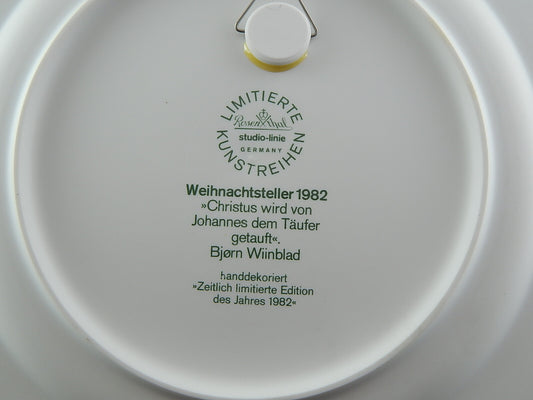 LIMITIERTE
Rosenthal
studio-linie
GERMANY
KUNSTREIHEN
Weihnachtsteller 1982
»Christus wird von
Johannes dem Täufer
getauft«.
Bjørn Wiinblad
handdekoriert
»Zeitlich limitierte Edition
des Jahres 1982«